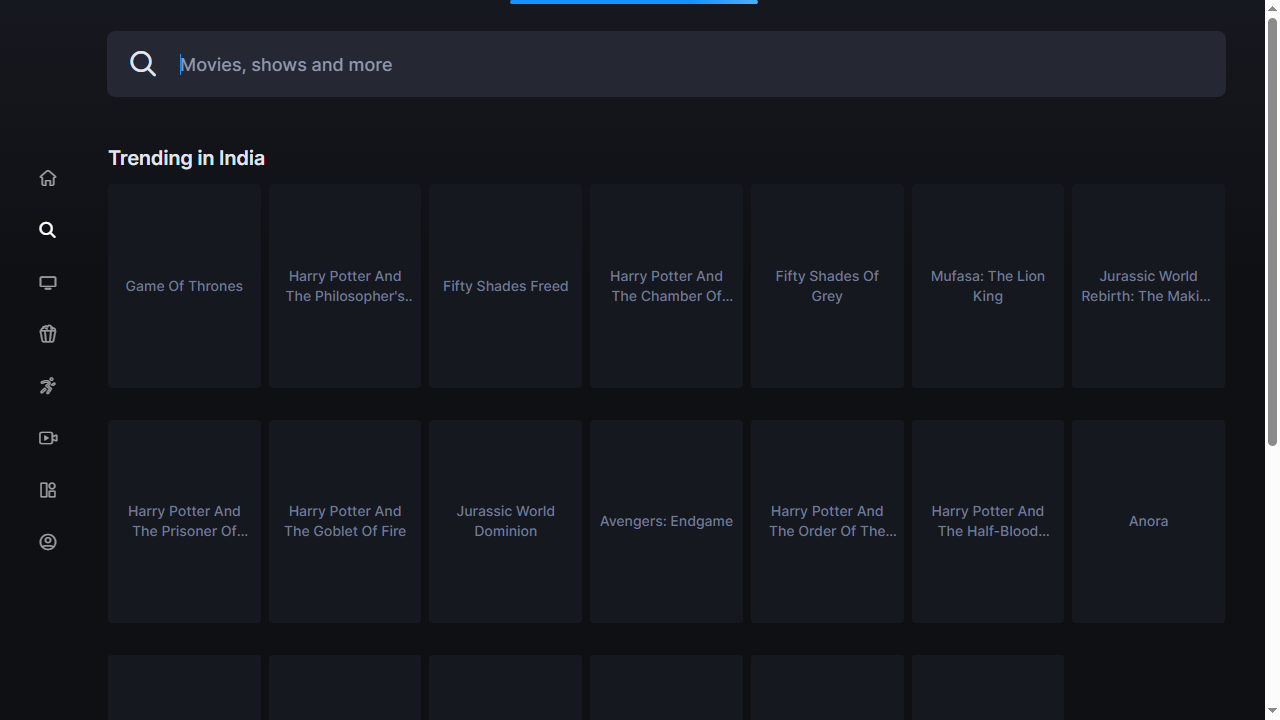 Movies, shows and more
Trending in India
Game Of Thrones
Harry Potter And
The Philosopher's..
Fifty Shades Freed
Harry Potter And
The Chamber Of...
Fifty Shades Of
Grey
Mufasa: The Lion
King
Jurassic World
Rebirth: The Maki...
Harry Potter And
The Prisoner Of...
Harry Potter And
The Goblet Of Fire
Jurassic World
Dominion
Avengers: Endgame
Harry Potter And
The Order Of The...
Harry Potter And
The Half-Blood...
Anora